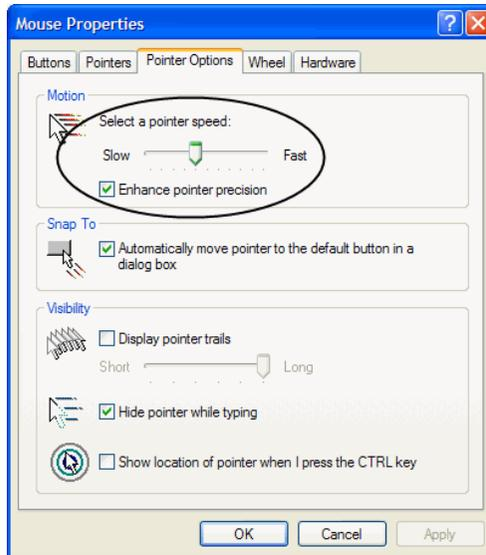 Mouse Properties
?
X
Buttons Pointers Pointer Options Wheel Hardware
Motion
Select a pointer speed:
Slow Fast
Enhance pointer precision
Snap To
Automatically move pointer to the default button in a
dialog box
Visibility
Display pointer trails
Short Long
Hide pointer while typing
Show location of pointer when I press the CTRL key
OK Cancel Apply